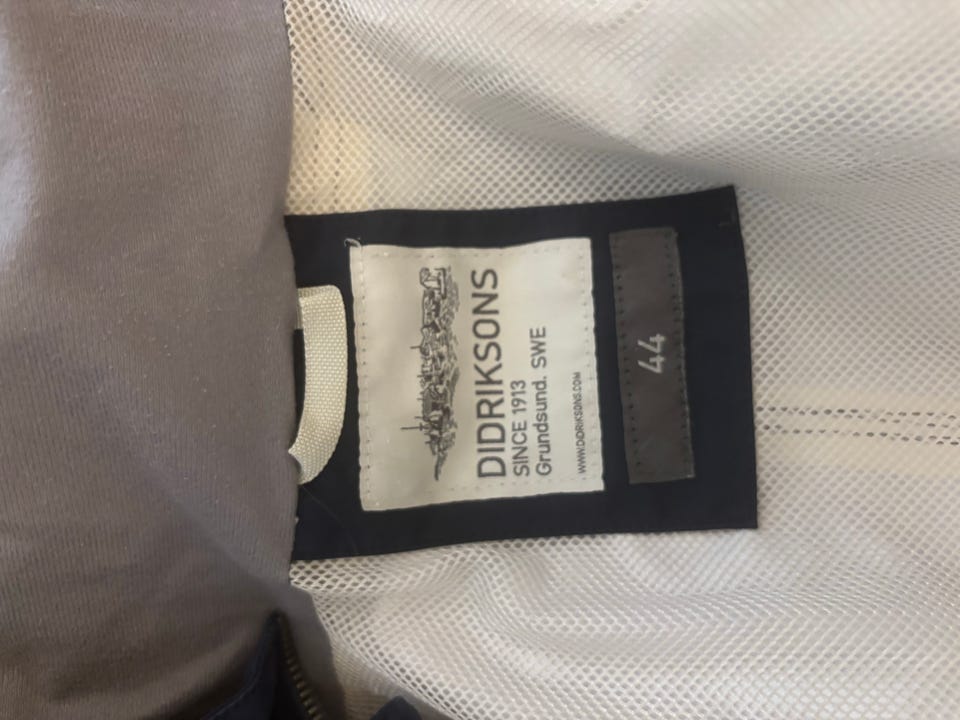 DIDRIKSONS
SINCE 1913
Grundsund. SWE
WWW.DIDRIKSONS.COM
44